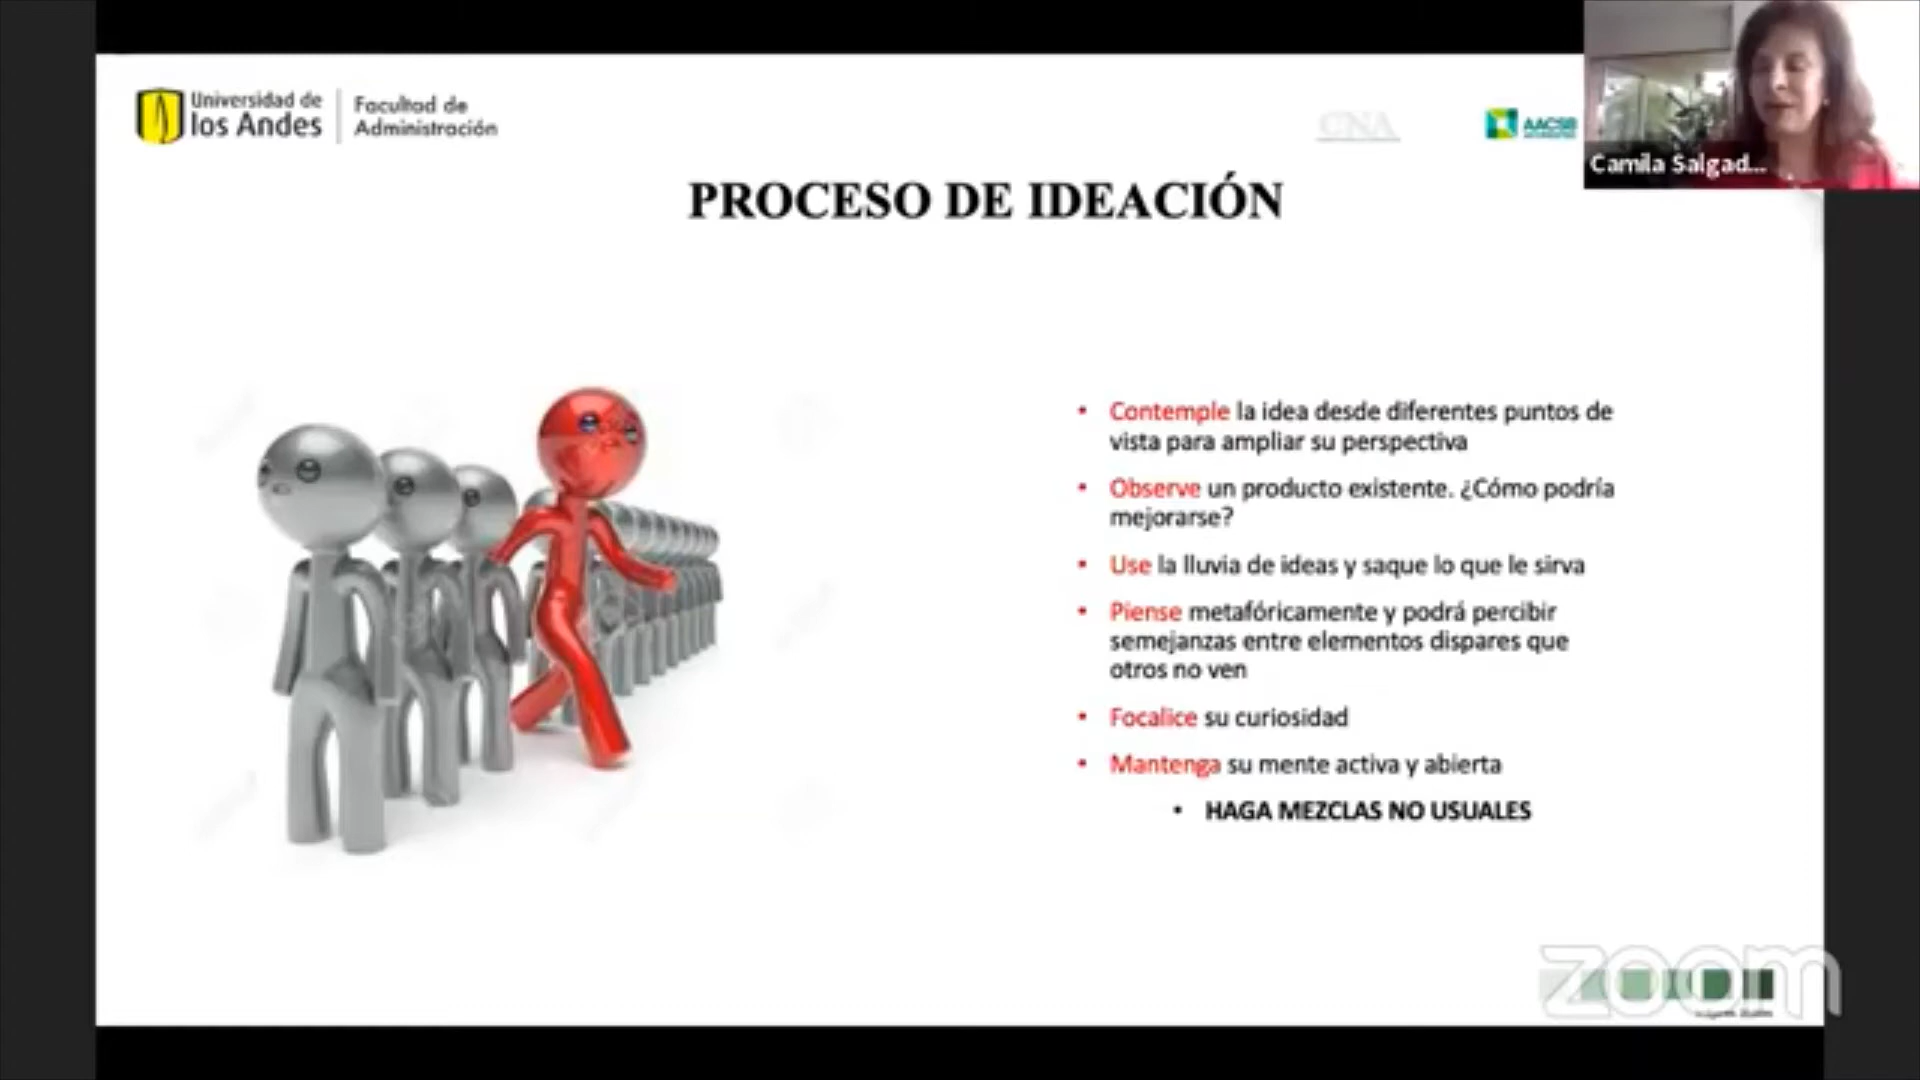 Universidad de
los Andes
Facultad de
Administración
CNA
AACSB
Camila Salgad...
PROCESO DE IDEACIÓN
• Contemple la idea desde diferentes puntos de
vista para ampliar su perspectiva
• Observe un producto existente. ¿Cómo podría
mejorarse?
• Use la lluvia de ideas y saque lo que le sirva
• Piense metafóricamente y podrá percibir
semejanzas entre elementos dispares que
otros no ven
• Focalice su curiosidad
• Mantenga su mente activa y abierta
• HAGA MEZCLAS NO USUALES
zoom